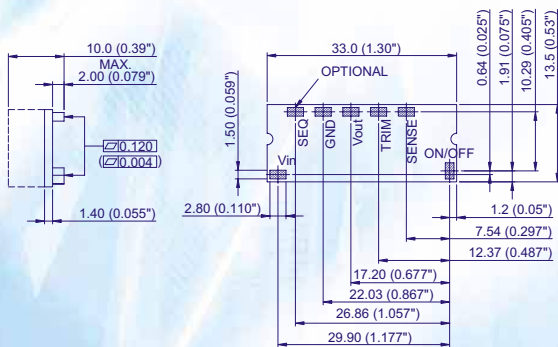 10.0 (0.39")
MAX.
2.00 (0.079")
⏥0.120
(⏥0.004)
1.40 (0.055")
33.0 (1.30")
OPTIONAL
1.50 (0.059")
SEQ
GND
Vout
TRIM
SENSE
Vin
ON/OFF
2.80 (0.110")
0.64 (0.025")
1.91 (0.075")
10.29 (0.405")
13.5 (0.53")
1.2 (0.05")
7.54 (0.297")
12.37 (0.487")
17.20 (0.677")
22.03 (0.867")
26.86 (1.057")
29.90 (1.177")